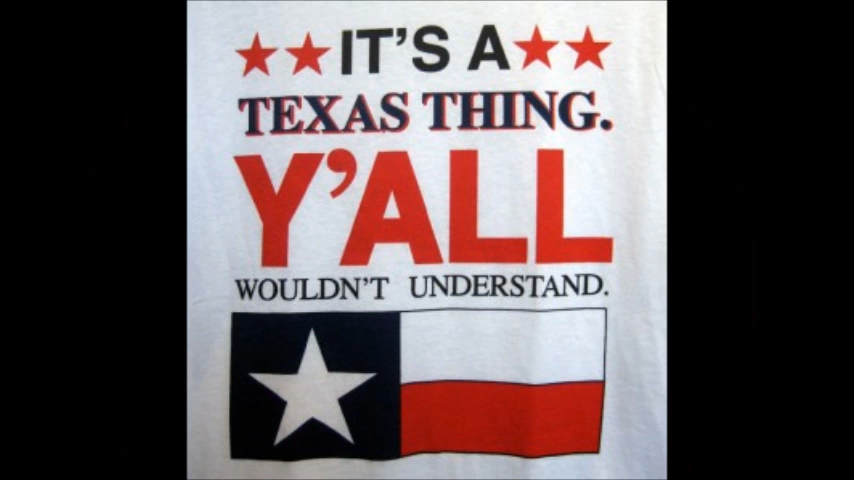 IT'S A
TEXAS THING.
Y'ALL
WOULDN'T UNDERSTAND.